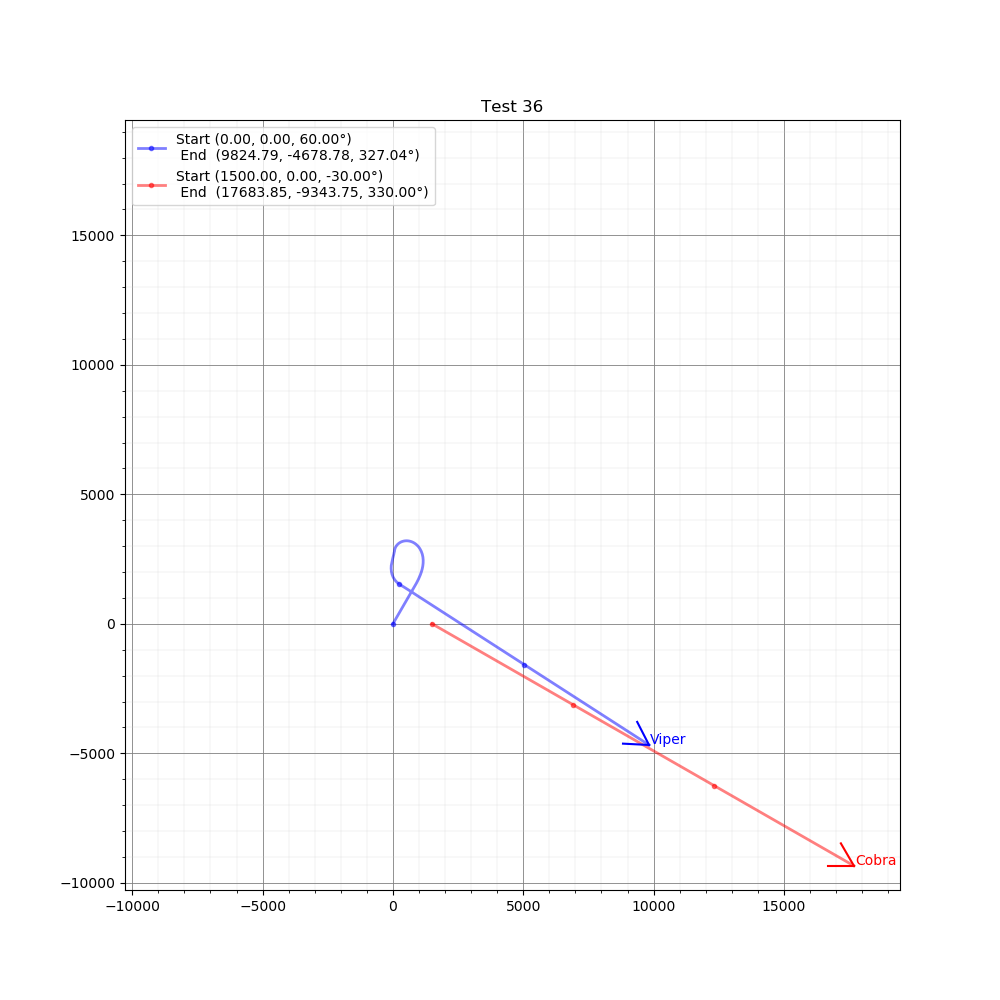 Test 36
Start (0.00, 0.00, 60.00°)
End  (9824.79, -4678.78, 327.04°)
Start (1500.00, 0.00, -30.00°)
End  (17683.85, -9343.75, 330.00°)
15000
10000
5000
0
−5000
−10000
Viper
Cobra
−10000 −5000 0 5000 10000 15000